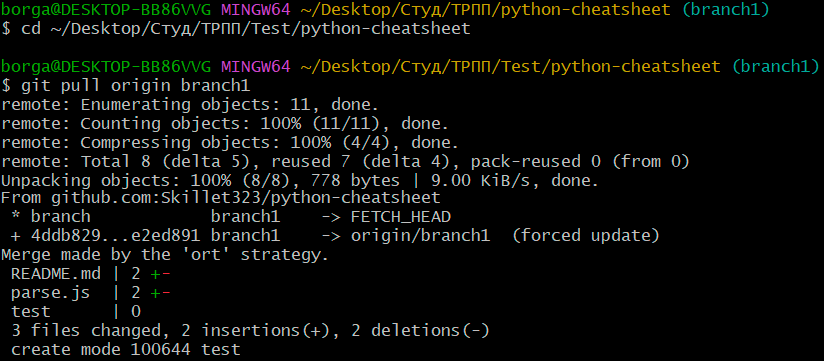 borga@DESKTOP-BB86VVG MINGW64 ~/Desktop/Студ/ТРПП/python-cheatsheet (branch1)
$ cd ~/Desktop/Студ/ТРПП/Test/python-cheatsheet
borga@DESKTOP-BB86VVG MINGW64 ~/Desktop/Студ/ТРПП/Test/python-cheatsheet (branch1)
$ git pull origin branch1
remote: Enumerating objects: 11, done.
remote: Counting objects: 100% (11/11), done.
remote: Compressing objects: 100% (4/4), done.
remote: Total 8 (delta 5), reused 7 (delta 4), pack-reused 0 (from 0)
Unpacking objects: 100% (8/8), 778 bytes | 9.00 KiB/s, done.
From github.com:Skillet323/python-cheatsheet
 * branch            branch1    -> FETCH_HEAD
 + 4ddb829...e2ed891 branch1    -> origin/branch1  (forced update)
Merge made by the 'ort' strategy.
 README.md | 2 +-
 parse.js  | 2 +-
 test      | 0
 3 files changed, 2 insertions(+), 2 deletions(-)
 create mode 100644 test